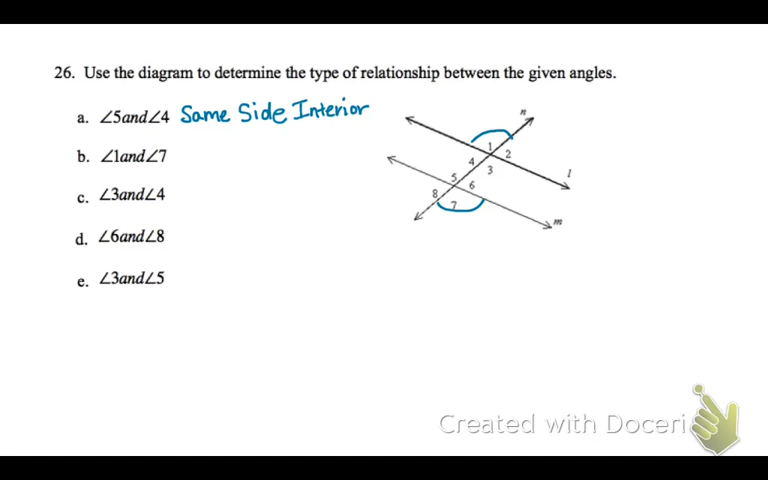 26. Use the diagram to determine the type of relationship between the given angles.
a. ∠5and∠4 Same Side Interior
b. ∠1and∠7
c. ∠3and∠4
d. ∠6and∠8
e. ∠3and∠5
n
1
2
4
3
l
5
6
8
7
m
Created with Doceri